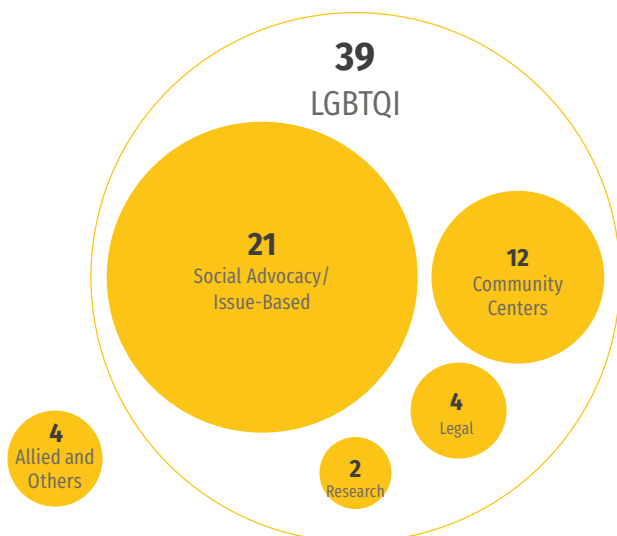 39
LGBTQI
21
Social Advocacy/
Issue-Based
12
Community
Centers
4
Legal
4
Allied and
Others
2
Research